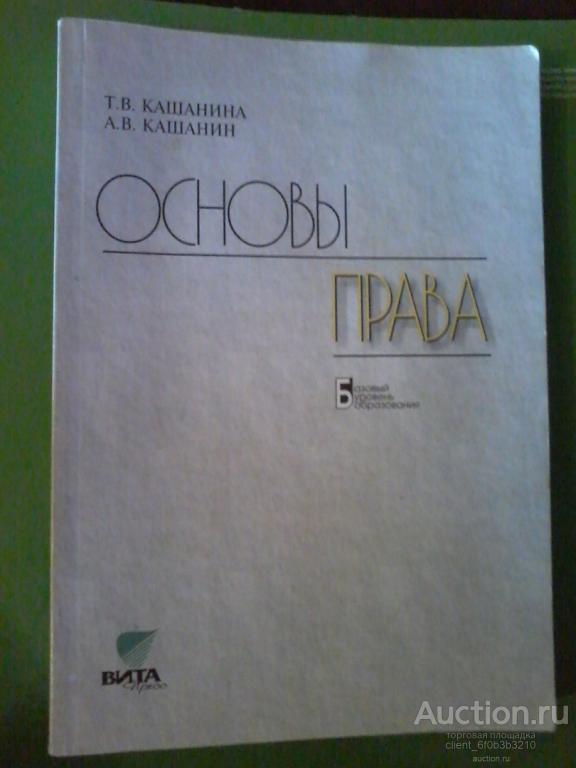 Т.В. КАШАНИНА
А.В. КАШАНИН
ОСНОВЫ
ПРАВА
Базовый
уровень
образования
ВИТА
Пресс
Auction.ru
торговая площадка
client_6f0b3b3210
auction.ru